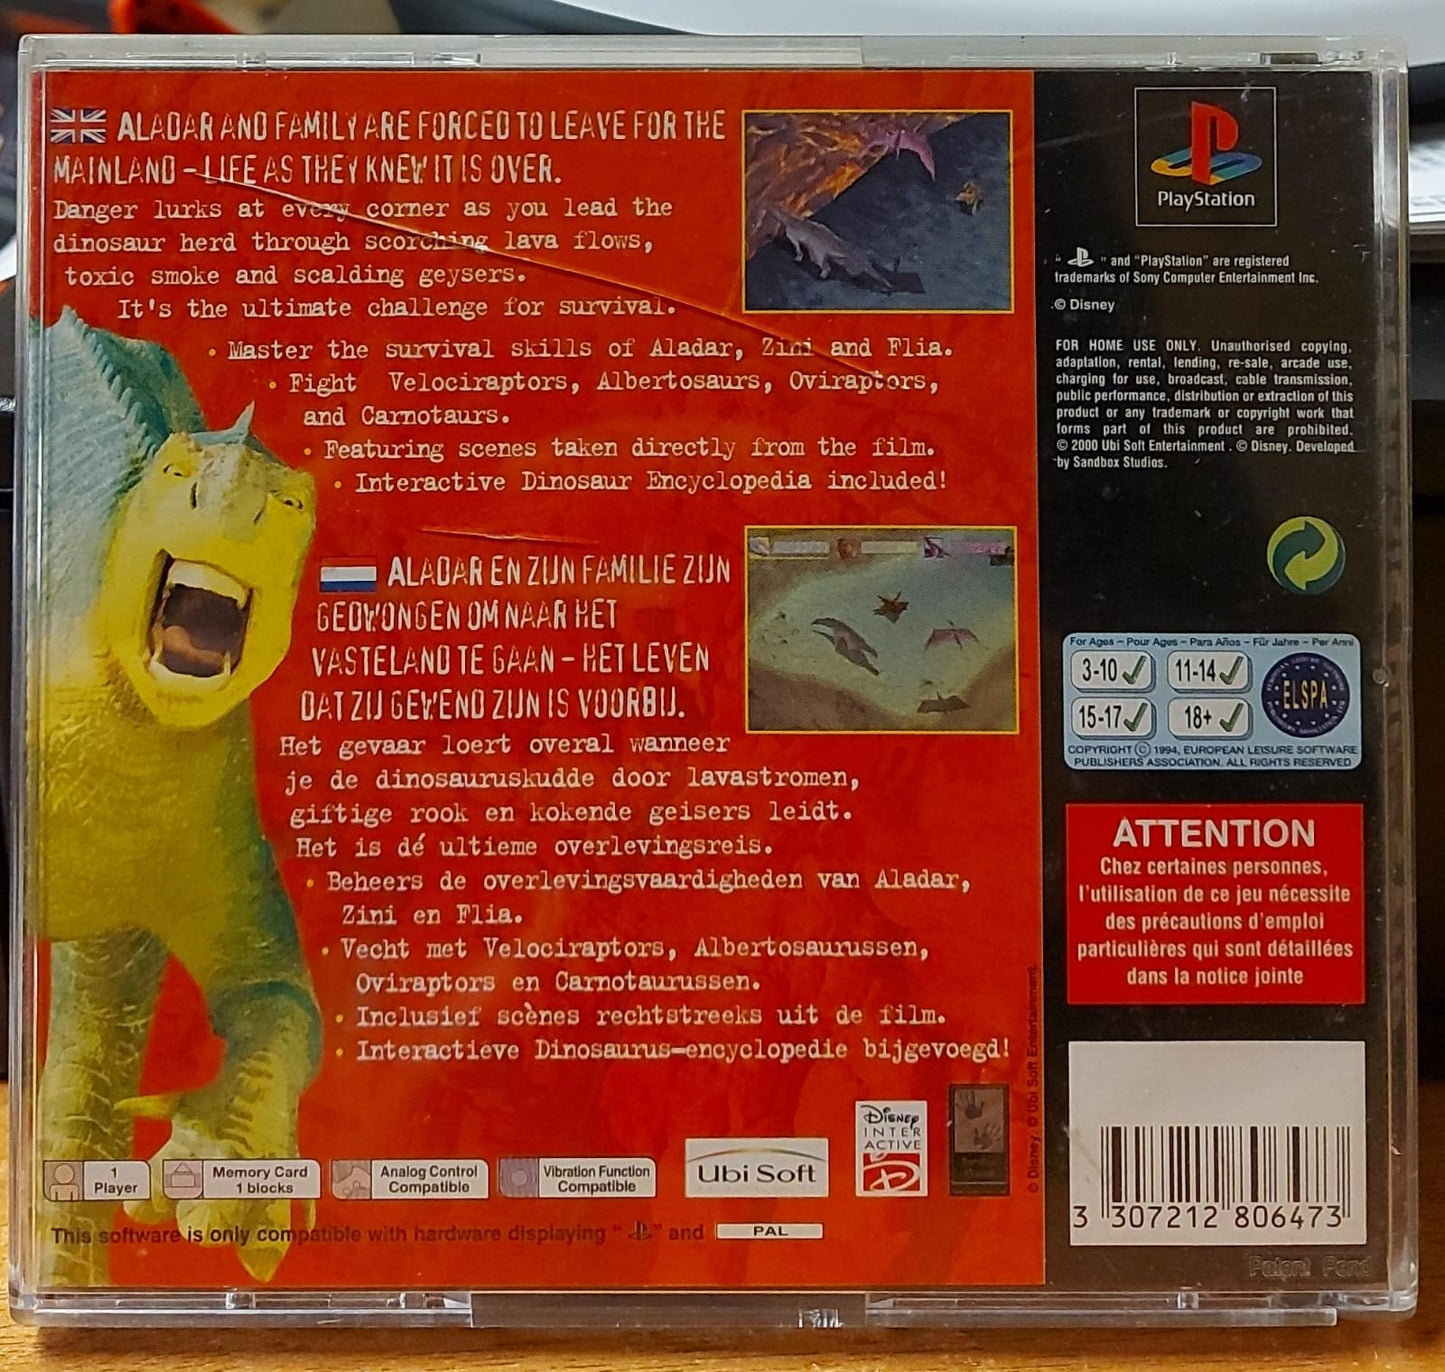 ALADAR AND FAMILY ARE FORCED TO LEAVE FOR THE
MAINLAND - LIFE AS THEY KNEW IT IS OVER.
Danger lurks at every corner as you lead the
dinosaur herd through scorching lava flows,
toxic smoke and scalding geysers.
It's the ultimate challenge for survival.
• Master the survival skills of Aladar, Zini and Flia.
• Fight Velociraptors, Albertosaurs, Oviraptors,
and Carnotaurs.
• Featuring scenes taken directly from the film.
• Interactive Dinosaur Encyclopedia included!
ALADAR EN ZIJN FAMILIE ZIJN
GEDWONGEN OM NAAR HET
VASTELAND TE GAAN - HET LEVEN
DAT ZIJ GEWEND ZIJN IS VOORBIJ.
Het gevaar loert overal wanneer
je de dinosauruskudde door lavastromen,
giftige rook en kokende geisers leidt.
Het is dé ultieme overlevingsreis.
• Beheers de overlevingsvaardigheden van Aladar,
Zini en Flia.
• Vecht met Velociraptors, Albertosaurussen,
Oviraptors en Carnotaurussen.
• Inclusief scènes rechtstreeks uit de film.
• Interactieve Dinosaurus-encyclopedie bijgevoegd!
1
Player
Memory Card
1 blocks
Analog Control
Compatible
Vibration Function
Compatible
Ubi Soft
Disney
INTER
ACTIVE
This software is only compatible with hardware displaying " " and PAL
© Disney. © Ubi Soft Entertainment.
PlayStation
" " and "PlayStation" are registered
trademarks of Sony Computer Entertainment Inc.
© Disney
FOR HOME USE ONLY. Unauthorised copying,
adaptation, rental, lending, re-sale, arcade use,
charging for use, broadcast, cable transmission,
public performance, distribution or extraction of this
product or any trademark or copyright work that
forms part of this product are prohibited.
© 2000 Ubi Soft Entertainment . © Disney. Developed
by Sandbox Studios.
For Ages – Pour Ages – Para Años – Für Jahre – Per Anni
3-10 11-14
15-17 18+
ELSPA
COPYRIGHT © 1994, EUROPEAN LEISURE SOFTWARE
PUBLISHERS ASSOCIATION. ALL RIGHTS RESERVED
ATTENTION
Chez certaines personnes,
l'utilisation de ce jeu nécessite
des précautions d'emploi
particulières qui sont détaillées
dans la notice jointe
3 307212 806473
Patent Pend